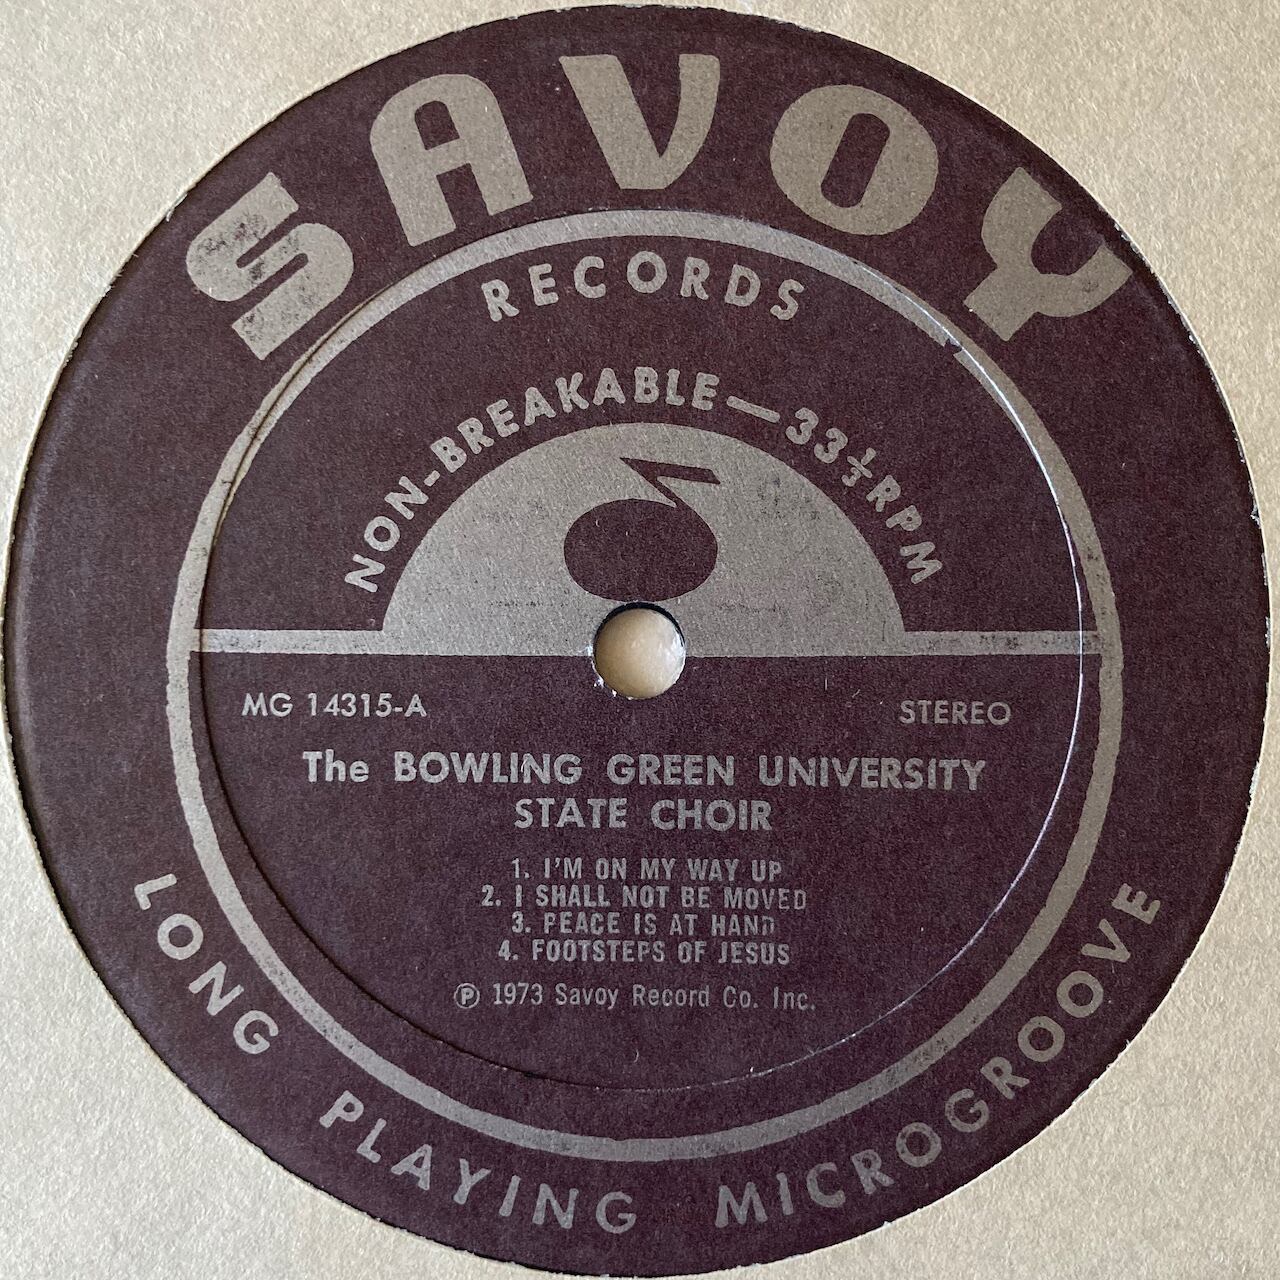 SAVOY
RECORDS
NON-BREAKABLE—33⅓RPM
MG 14315-A
STEREO
The BOWLING GREEN UNIVERSITY
STATE CHOIR
1. I'M ON MY WAY UP
2. I SHALL NOT BE MOVED
3. PEACE IS AT HAND
4. FOOTSTEPS OF JESUS
℗ 1973 Savoy Record Co. Inc.
LONG PLAYING MICROGROOVE